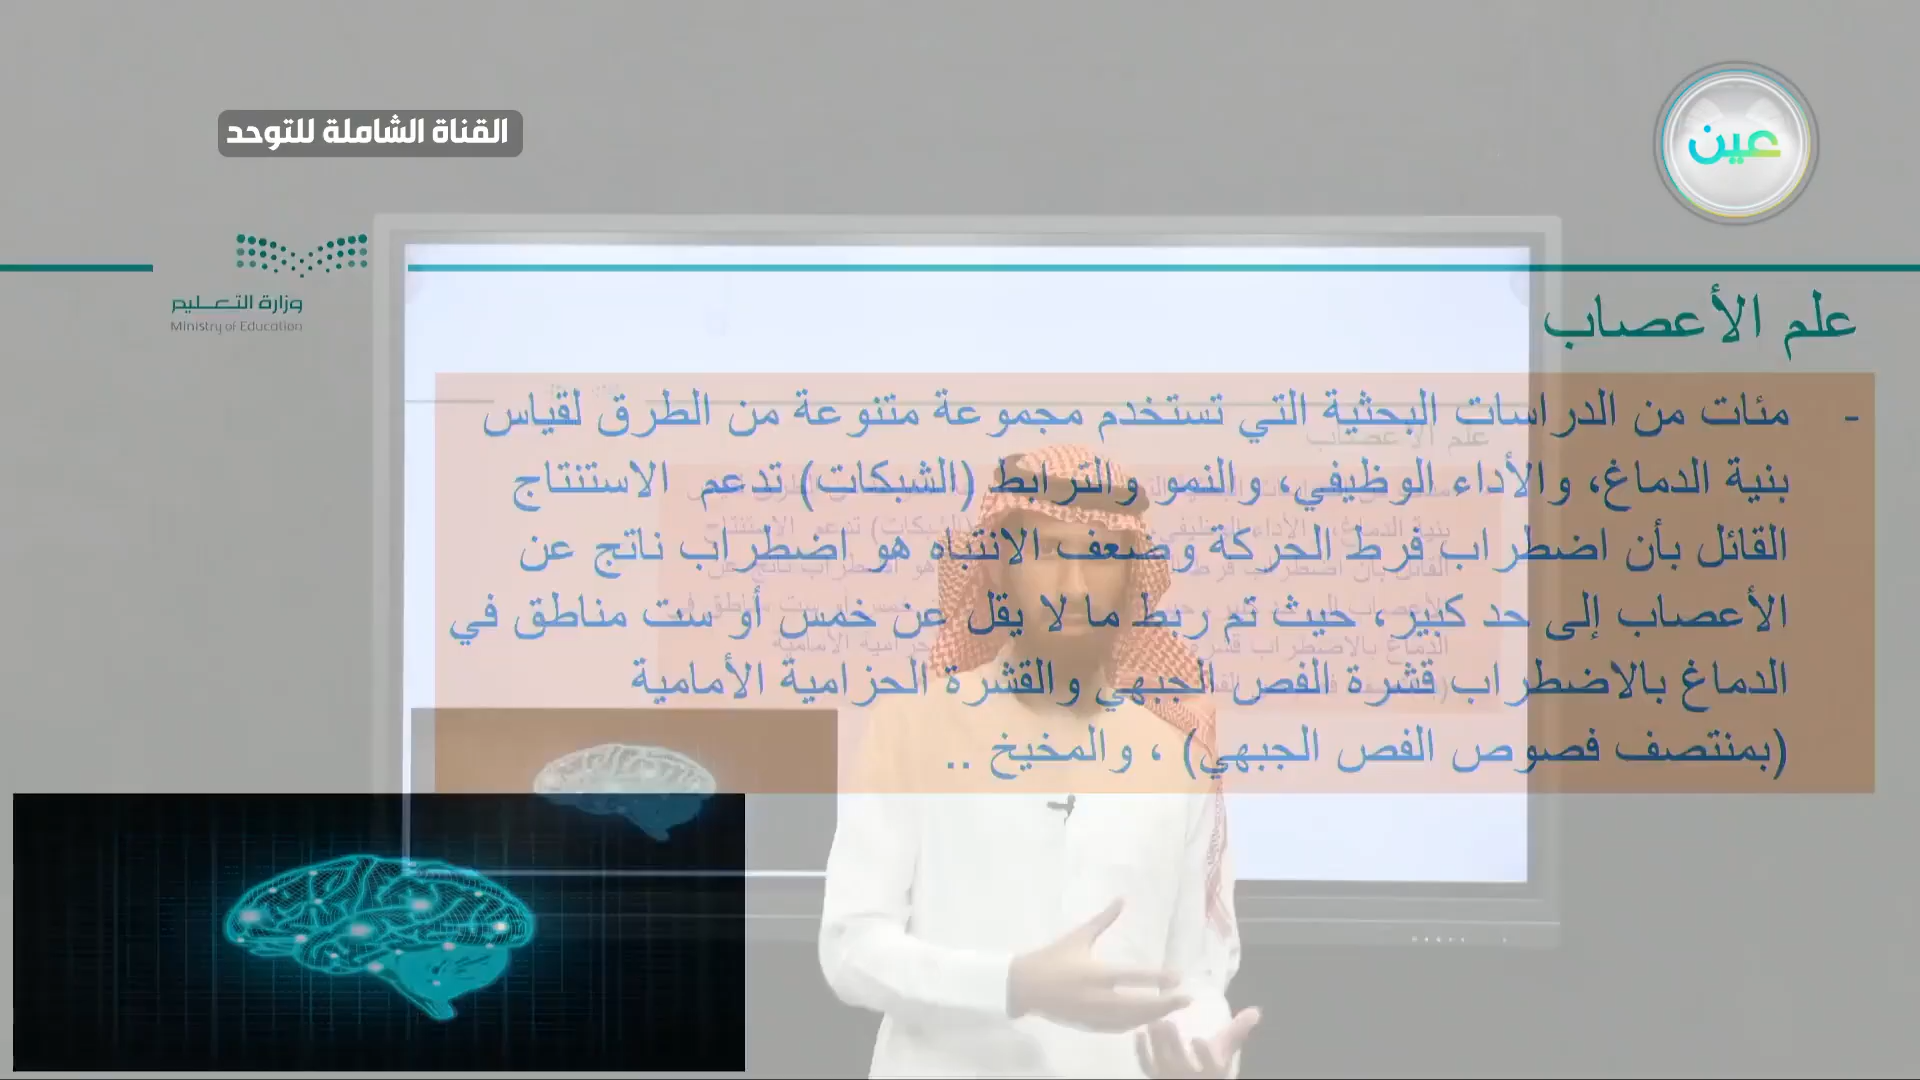 القناة الشاملة للتوحد
عين
وزارة التعليم
Ministry of Education
علم الأعصاب
- مئات من الدراسات البحثية التي تستخدم مجموعة متنوعة من الطرق لقياس
بنية الدماغ، والأداء الوظيفي، والنمو والترابط (الشبكات) تدعم الاستنتاج
القائل بأن اضطراب فرط الحركة وضعف الانتباه هو اضطراب ناتج عن
الأعصاب إلى حد كبير، حيث تم ربط ما لا يقل عن خمس أو ست مناطق في
الدماغ بالاضطراب قشرة الفص الجبهي والقشرة الحزامية الأمامية
(بمنتصف فصوص الفص الجبهي) ، والمخيخ ..